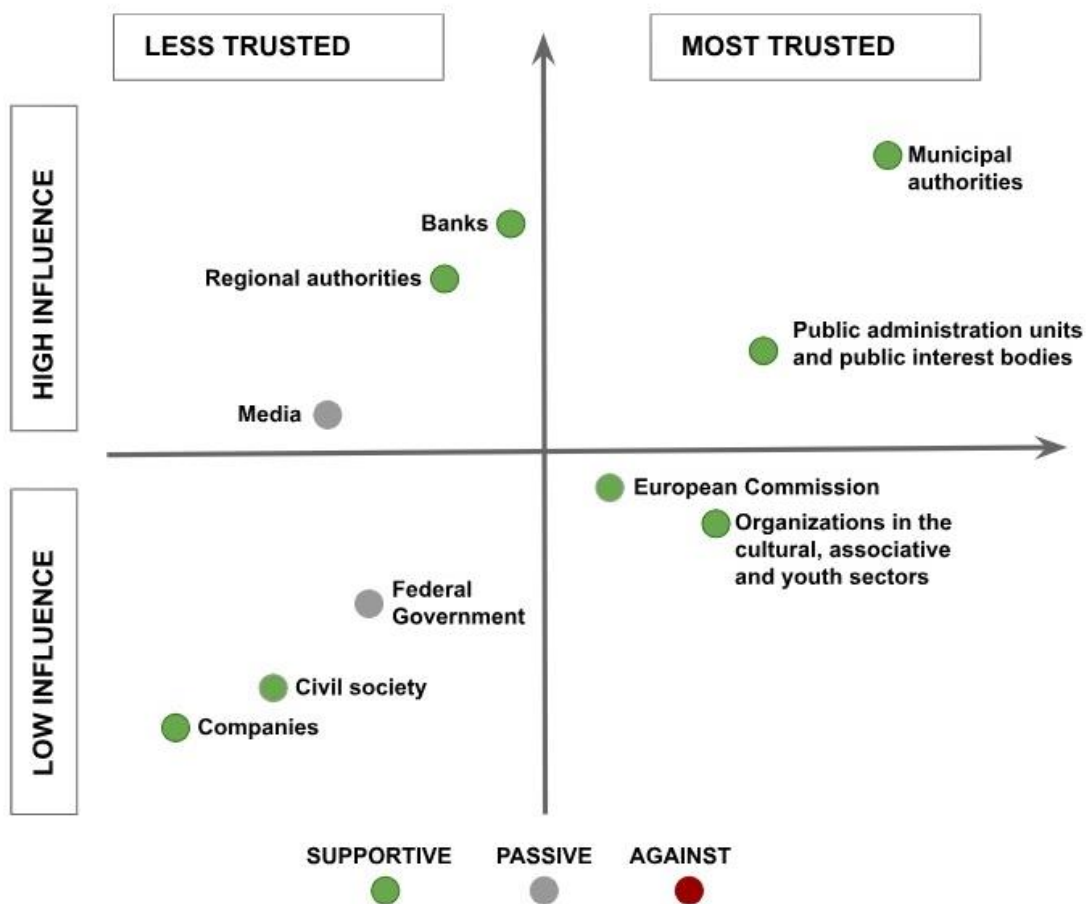 LESS TRUSTED
MOST TRUSTED
HIGH INFLUENCE
Municipal
authorities
Banks
Regional authorities
Public administration units
and public interest bodies
Media
LOW INFLUENCE
European Commission
Organizations in the
cultural, associative
and youth sectors
Federal
Government
Civil society
Companies
SUPPORTIVE
PASSIVE
AGAINST